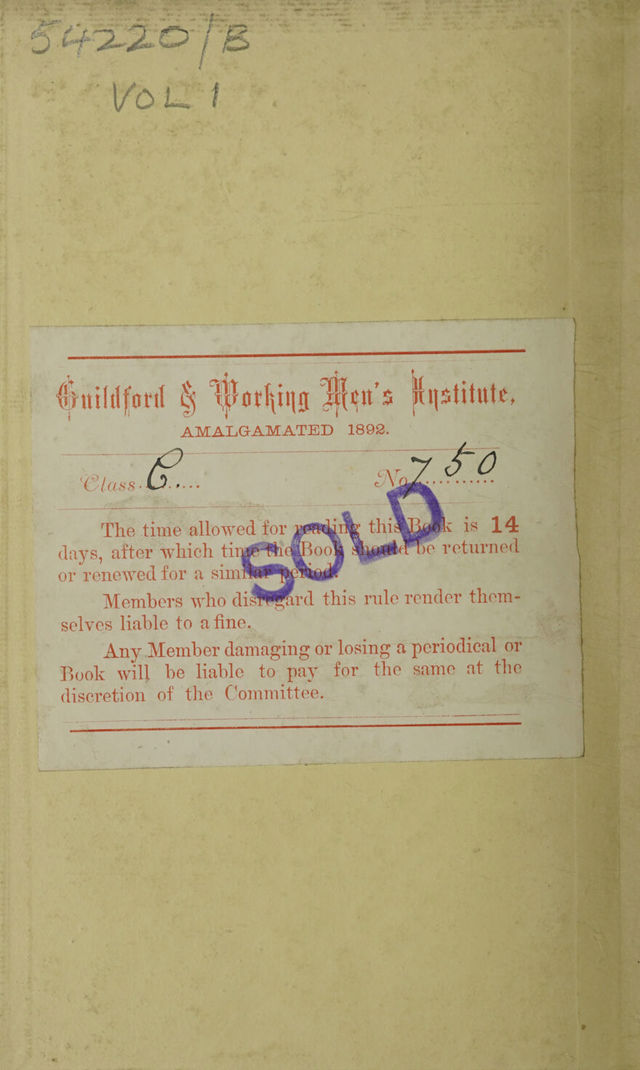 54220/B
VOL 1
Guildford & Working Men's Institute,
AMALGAMATED 1892.
Class C. No 750
The time allowed for reading this Book is 14
days, after which time the Book should be returned
or renewed for a similar period.
SOLD
Members who disregard this rule render them-
selves liable to a fine.
Any Member damaging or losing a periodical or
Book will be liable to pay for the same at the
discretion of the Committee.